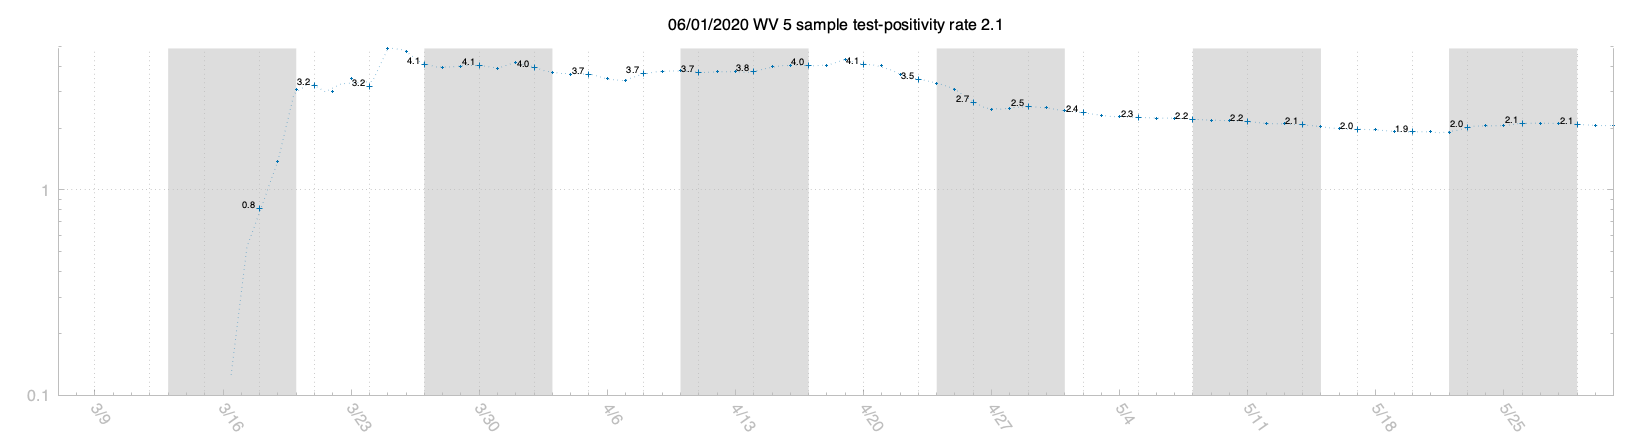 06/01/2020 WV 5 sample test-positivity rate 2.1
4.1 4.1 4.0 3.7 3.7 3.7 3.8 4.0 4.1
3.2 3.2 3.5
2.7 2.5 2.4 2.3 2.2 2.2 2.1 2.0 1.9 2.0 2.1 2.1
1
0.8
0.1
3/9 3/16 3/23 3/30 4/6 4/13 4/20 4/27 5/4 5/11 5/18 5/25